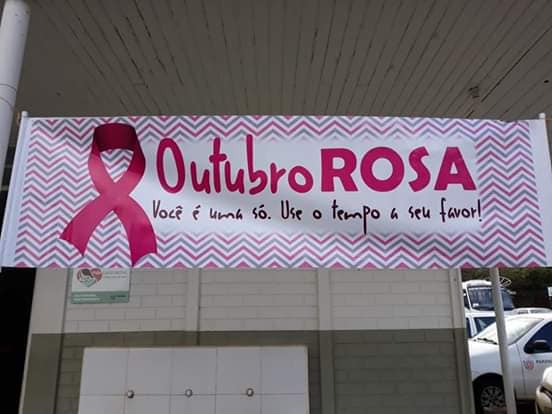 Outubro ROSA
Você é uma só. Use o tempo a seu favor!